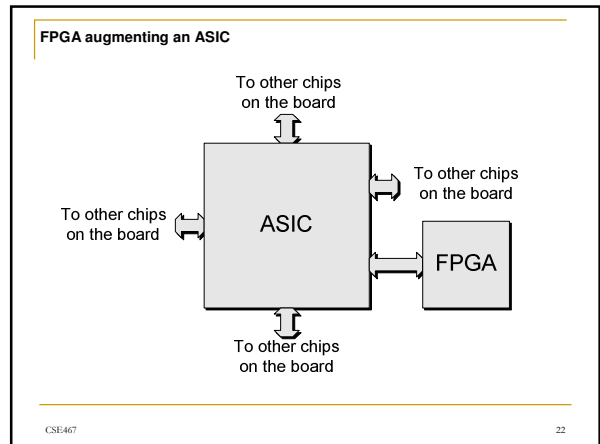 FPGA augmenting an ASIC
To other chips
on the board
To other chips
on the board
To other chips
on the board
ASIC
FPGA
To other chips
on the board
CSE467
22